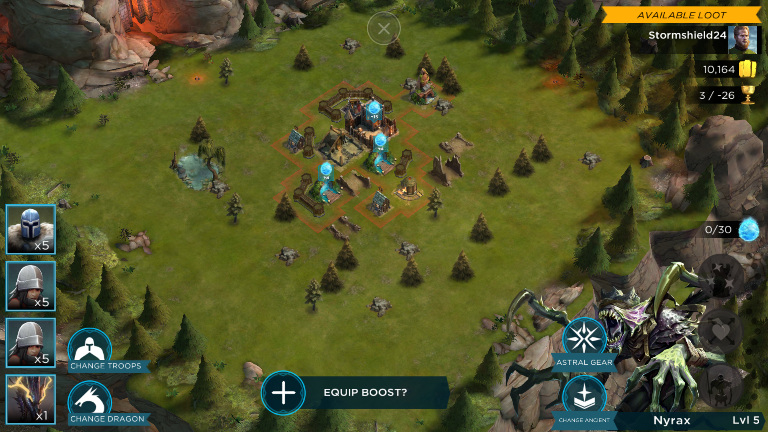 AVAILABLE LOOT
Stormshield24
10,164
3 / -26
+15
0/30
x5
x5
x5
x1
CHANGE TROOPS
CHANGE DRAGON
EQUIP BOOST?
ASTRAL GEAR
CHANGE ANCIENT
Nyrax Lvl 5